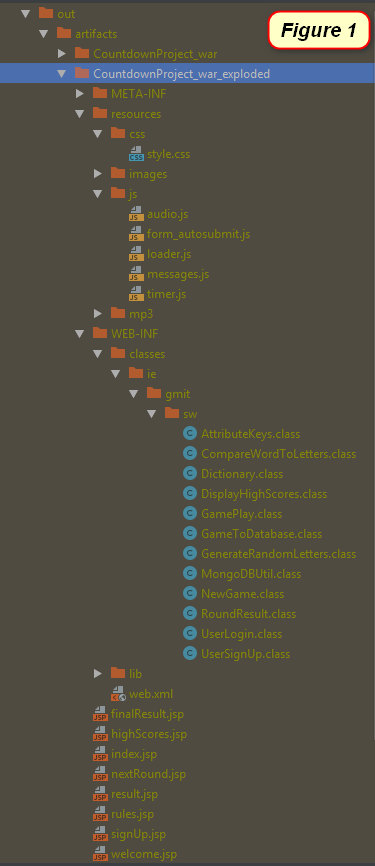 Figure 1
out
artifacts
CountdownProject_war
CountdownProject_war_exploded
META-INF
resources
css
style.css
images
js
audio.js
form_autosubmit.js
loader.js
messages.js
timer.js
mp3
WEB-INF
classes
ie
gmit
sw
AttributeKeys.class
CompareWordToLetters.class
Dictionary.class
DisplayHighScores.class
GamePlay.class
GameToDatabase.class
GenerateRandomLetters.class
MongoDBUtil.class
NewGame.class
RoundResult.class
UserLogin.class
UserSignUp.class
lib
web.xml
finalResult.jsp
highScores.jsp
index.jsp
nextRound.jsp
result.jsp
rules.jsp
signUp.jsp
welcome.jsp